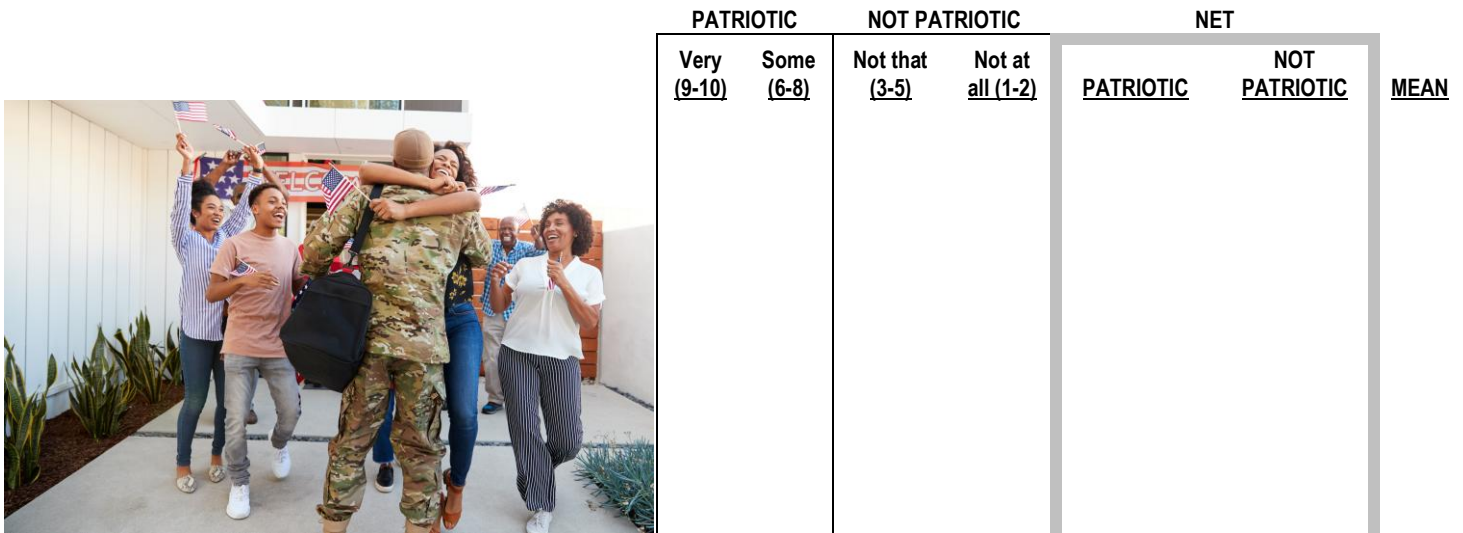 PATRIOTIC NOT PATRIOTIC NET
Very Some Not that Not at NOT
(9-10) (6-8) (3-5) all (1-2) PATRIOTIC PATRIOTIC MEAN